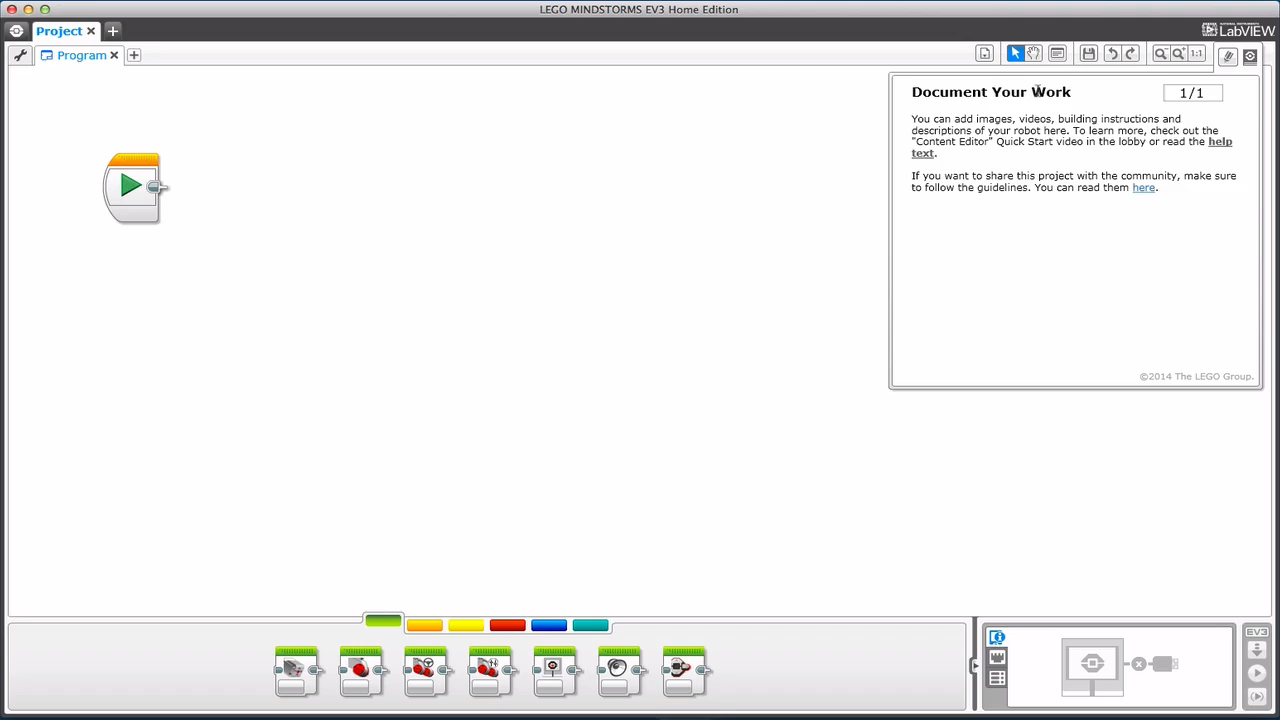 LEGO MINDSTORMS EV3 Home Edition
Project
LabVIEW
Program
1:1
Document Your Work
1/1
You can add images, videos, building instructions and
descriptions of your robot here. To learn more, check out the
"Content Editor" Quick Start video in the lobby or read the help
text.
If you want to share this project with the community, make sure
to follow the guidelines. You can read them here.
©2014 The LEGO Group.
EV3